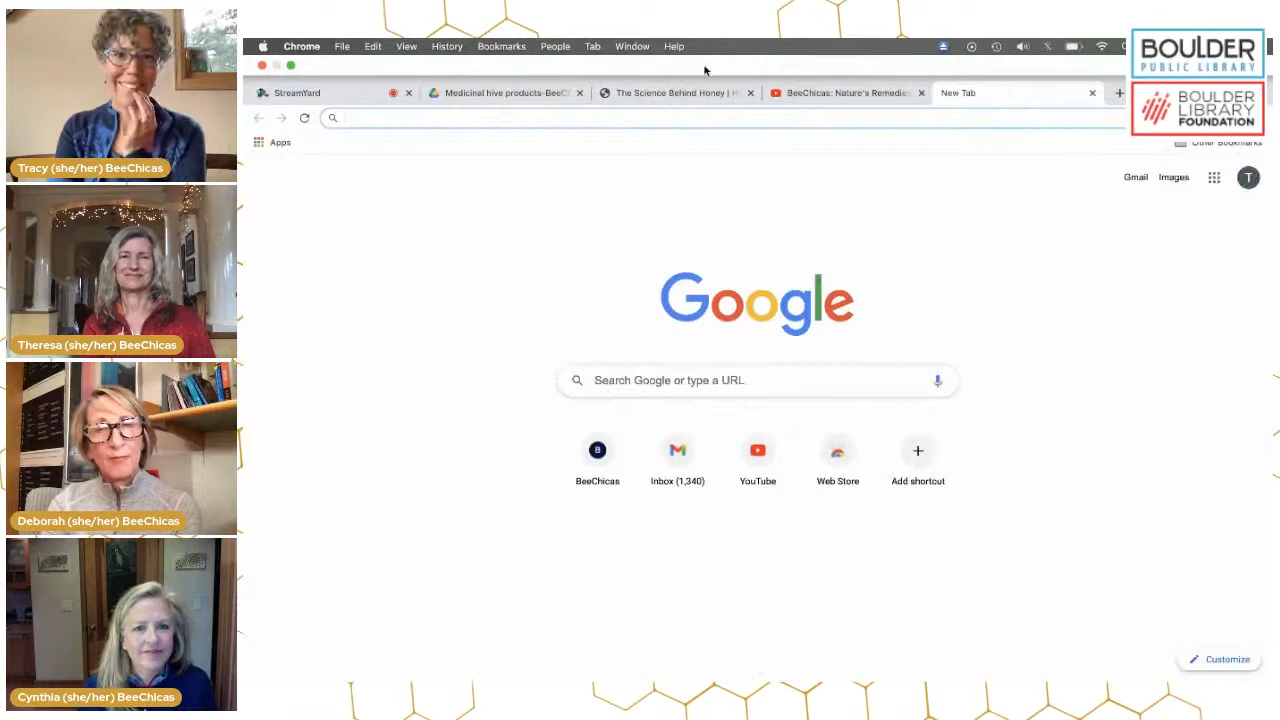 Tracy (she/her) BeeChicas
Theresa (she/her) BeeChicas
Deborah (she/her) BeeChicas
Cynthia (she/her) BeeChicas
Chrome File Edit View History Bookmarks People Tab Window Help
StreamYard
Medicinal hive products-BeeC
The Science Behind Honey | H
BeeChicas: Nature's Remedies
New Tab
Apps
Other Bookmarks
Gmail Images T
Google
Search Google or type a URL
B
BeeChicas Inbox (1,340) YouTube Web Store Add shortcut
Customize
BOULDER
PUBLIC LIBRARY
BOULDER
LIBRARY
FOUNDATION